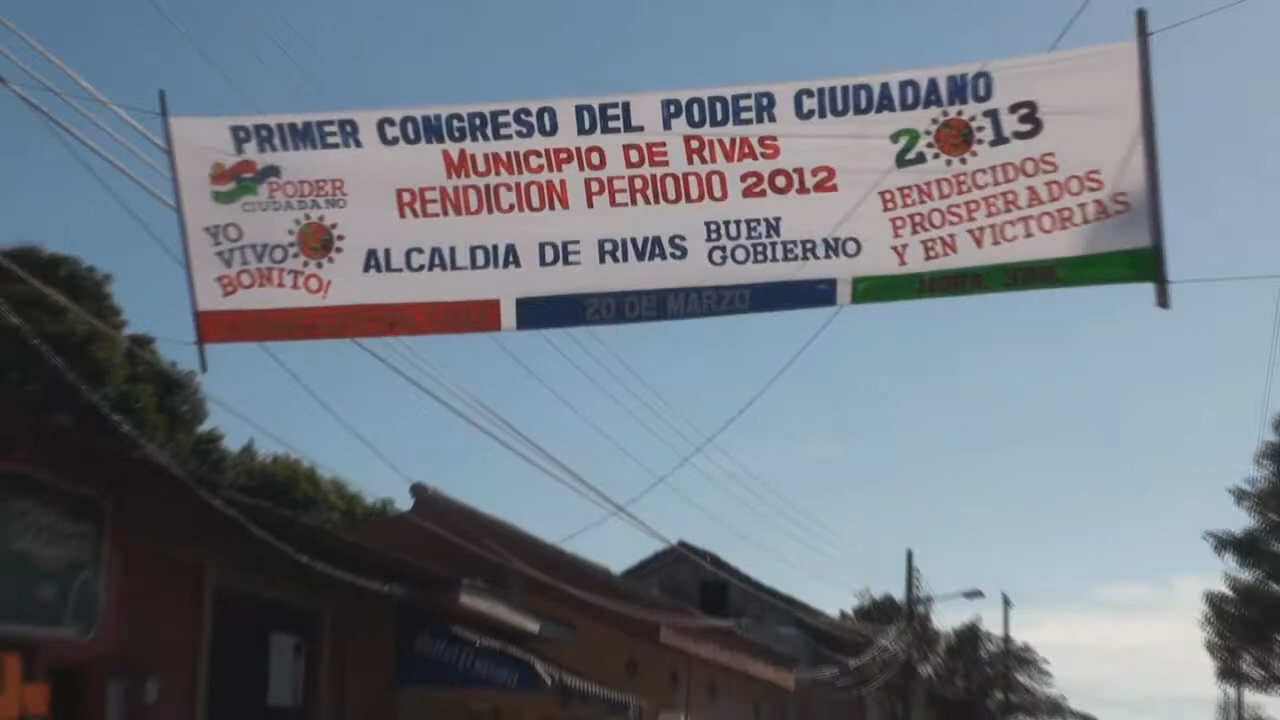 PRIMER CONGRESO DEL PODER CIUDADANO
MUNICIPIO DE RIVAS
RENDICION PERIODO 2012
PODER
CIUDADANO
YO
VIVO
BONITO!
ALCALDIA DE RIVAS
BUEN
GOBIERNO
2013
BENDECIDOS
PROSPERADOS
Y EN VICTORIAS
20 DE MARZO